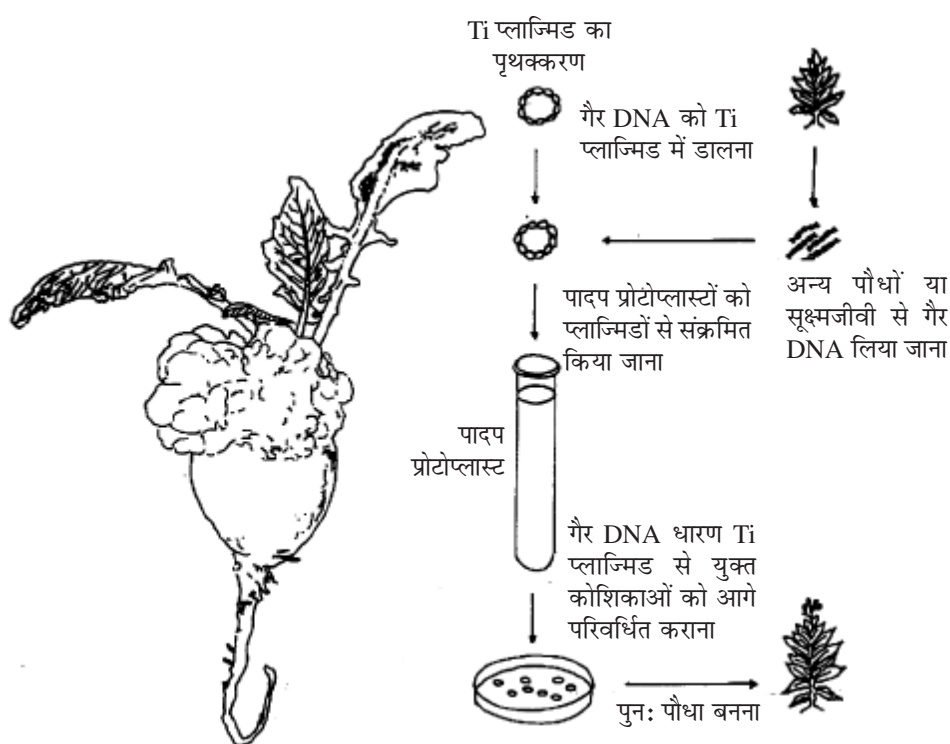 Ti प्लाज्मिड का
पृथक्करण
गैर DNA को Ti
प्लाज्मिड में डालना
अन्य पौधों या
सूक्ष्मजीवी से गैर
DNA लिया जाना
पादप प्रोटोप्लास्टों को
प्लाज्मिडों से संक्रमित
किया जाना
पादप
प्रोटोप्लास्ट
गैर DNA धारण Ti
प्लाज्मिड से युक्त
कोशिकाओं को आगे
परिवर्धित कराना
पुन: पौधा बनना